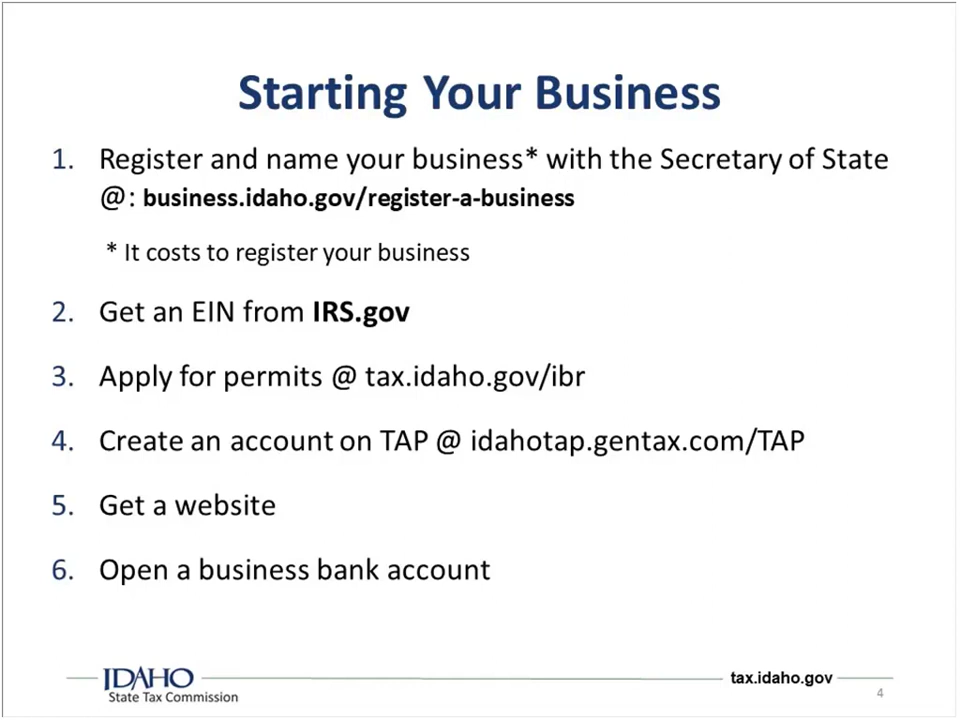 Starting Your Business
1. Register and name your business* with the Secretary of State
@: business.idaho.gov/register-a-business
* It costs to register your business
2. Get an EIN from IRS.gov
3. Apply for permits @ tax.idaho.gov/ibr
4. Create an account on TAP @ idahotap.gentax.com/TAP
5. Get a website
6. Open a business bank account
IDAHO
State Tax Commission
tax.idaho.gov
4